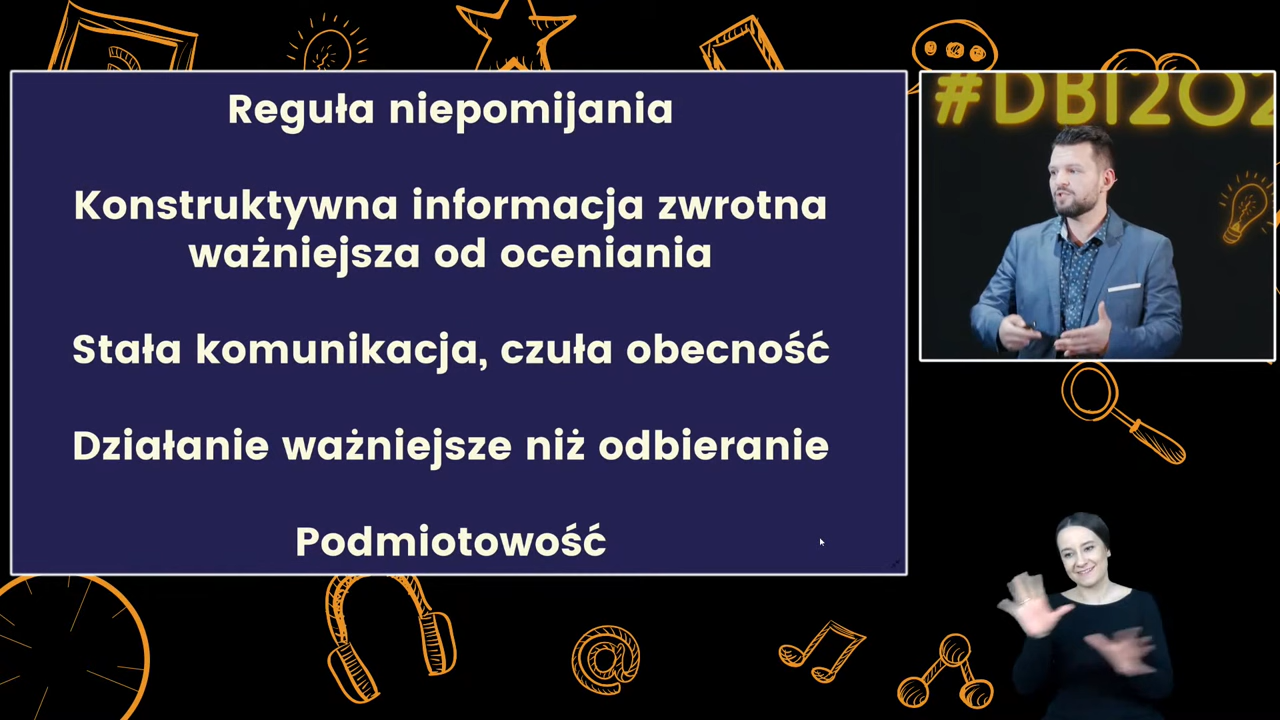 Reguła niepomijania
Konstruktywna informacja zwrotna
ważniejsza od oceniania
Stała komunikacja, czuła obecność
Działanie ważniejsze niż odbieranie
Podmiotowość
#DBI202